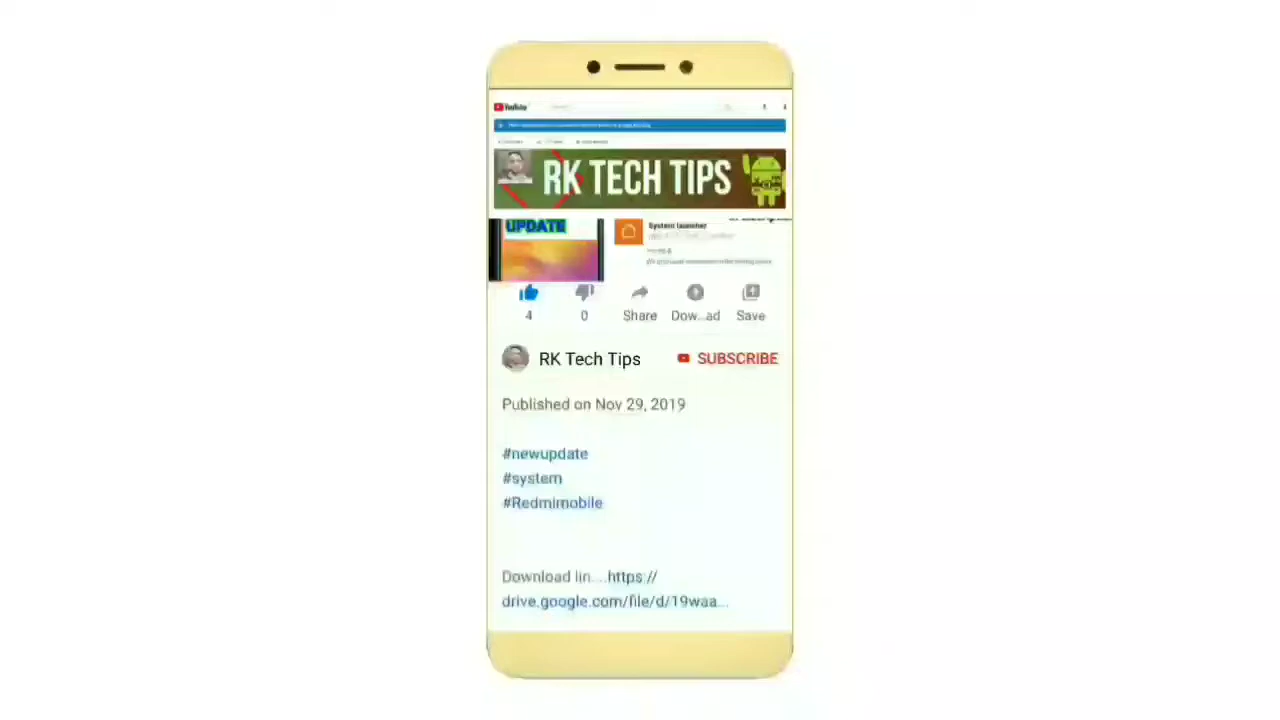 YouTube
RK TECH TIPS
UPDATE
System launcher
4
0
Share
Dow...ad
Save
RK Tech Tips
SUBSCRIBE
Published on Nov 29, 2019
#newupdate
#system
#Redmimobile
Download lin....https://
drive.google.com/file/d/19waa...